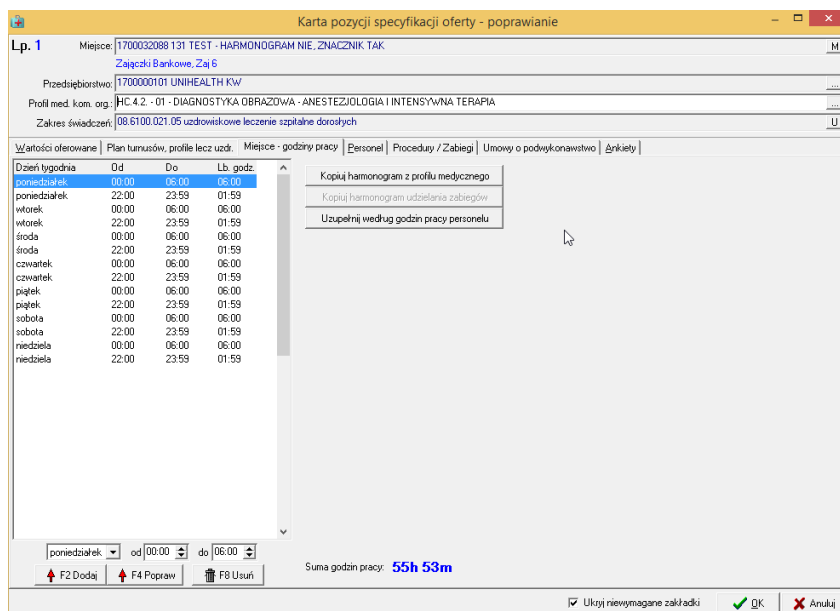 Karta pozycji specyfikacji oferty - poprawianie
Lp. 1 Miejsce: 1700032088 131 TEST - HARMONOGRAM NIE, ZNACZNIK TAK M
Zajączki Bankowe, Zaj 6
Przedsiębiorstwo: 1700000101 UNIHEALTH KW ...
Profil med. kom. org.: HC.4.2. - 01 - DIAGNOSTYKA OBRAZOWA - ANESTEZJOLOGIA I INTENSYWNA TERAPIA ...
Zakres świadczeń: 08.6100.021.05 uzdrowiskowe leczenie szpitalne dorosłych U
Wartości oferowane Plan turnusów, profile lecz uzdr. Miejsce - godziny pracy Personel Procedury / Zabiegi Umowy o podwykonawstwo Ankiety
Dzień tygodnia Od Do Lb. godz.
poniedziałek 00:00 06:00 06:00
poniedziałek 22:00 23:59 01:59
wtorek 00:00 06:00 06:00
wtorek 22:00 23:59 01:59
środa 00:00 06:00 06:00
środa 22:00 23:59 01:59
czwartek 00:00 06:00 06:00
czwartek 22:00 23:59 01:59
piątek 00:00 06:00 06:00
piątek 22:00 23:59 01:59
sobota 00:00 06:00 06:00
sobota 22:00 23:59 01:59
niedziela 00:00 06:00 06:00
niedziela 22:00 23:59 01:59
Kopiuj harmonogram z profilu medycznego
Kopiuj harmonogram udzielania zabiegów
Uzupełnij według godzin pracy personelu
poniedziałek od 00:00 do 06:00
F2 Dodaj F4 Popraw F8 Usuń
Suma godzin pracy: 55h 53m
Ukryj niewymagane zakładki OK Anuluj